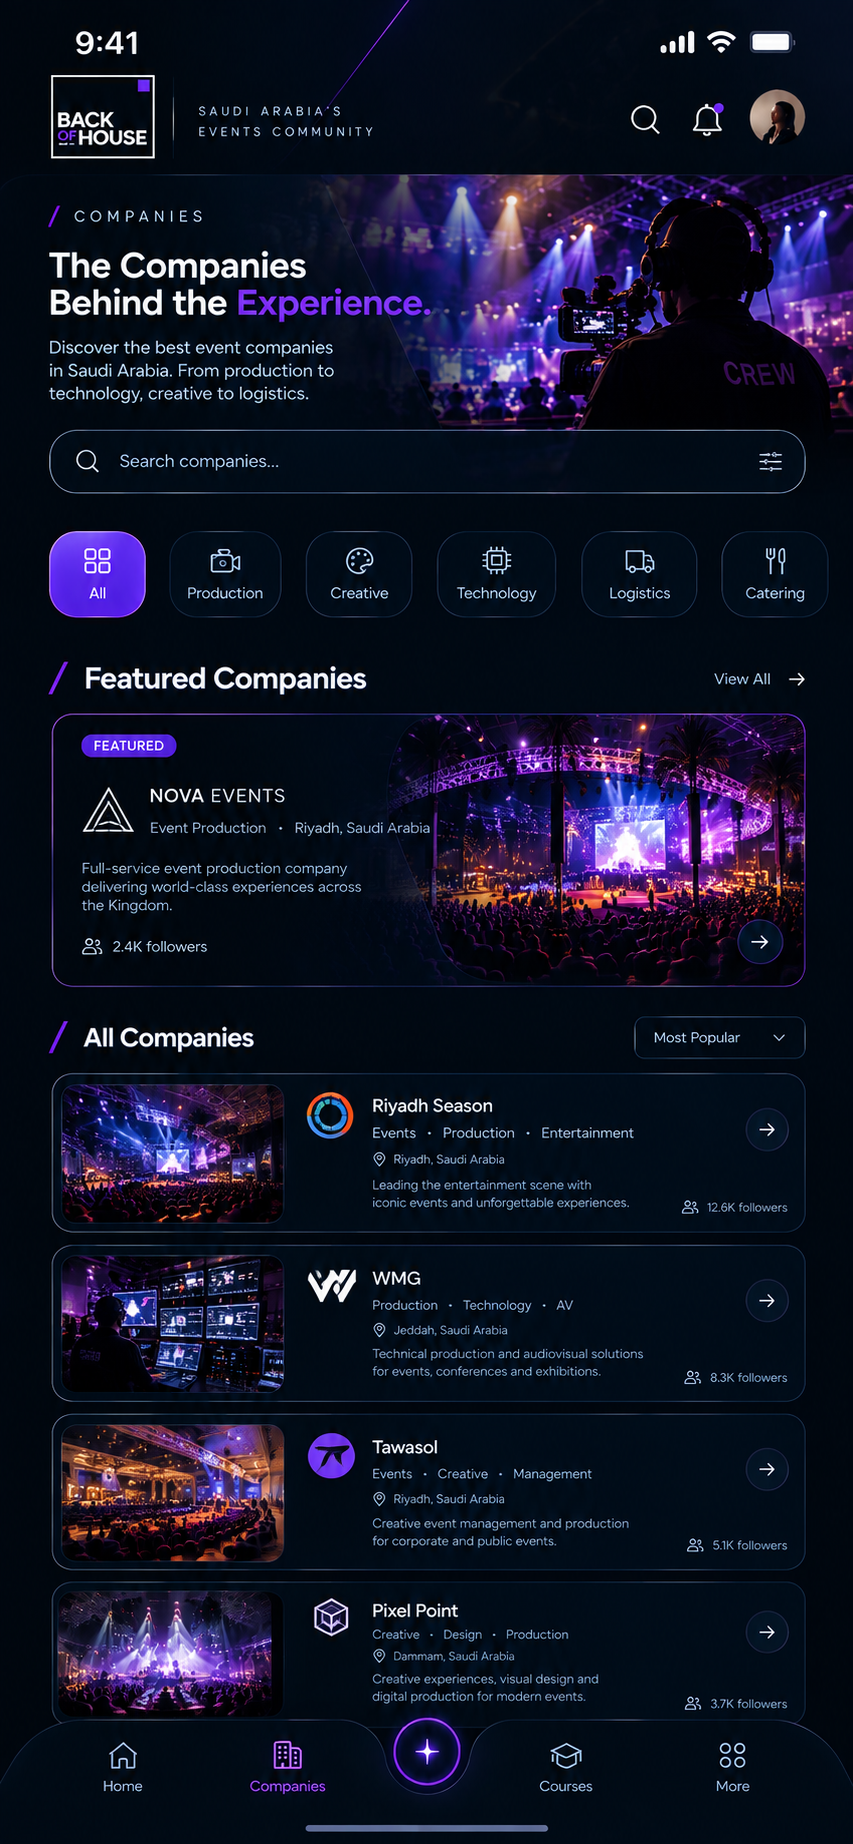 9:41
BACK
OF HOUSE
SAUDI ARABIA'S
EVENTS COMMUNITY
COMPANIES
The Companies
Behind the Experience.
Discover the best event companies
in Saudi Arabia. From production to
technology, creative to logistics.
CREW
Search companies...
All
Production
Creative
Technology
Logistics
Catering
Featured Companies
View All
FEATURED
NOVA EVENTS
Event Production • Riyadh, Saudi Arabia
Full-service event production company
delivering world-class experiences across
the Kingdom.
2.4K followers
All Companies
Most Popular
Riyadh Season
Events • Production • Entertainment
Riyadh, Saudi Arabia
Leading the entertainment scene with
iconic events and unforgettable experiences.
12.6K followers
WMG
Production • Technology • AV
Jeddah, Saudi Arabia
Technical production and audiovisual solutions
for events, conferences and exhibitions.
8.3K followers
Tawasol
Events • Creative • Management
Riyadh, Saudi Arabia
Creative event management and production
for corporate and public events.
5.1K followers
Pixel Point
Creative • Design • Production
Dammam, Saudi Arabia
Creative experiences, visual design and
digital production for modern events.
3.7K followers
Home
Companies
Courses
More